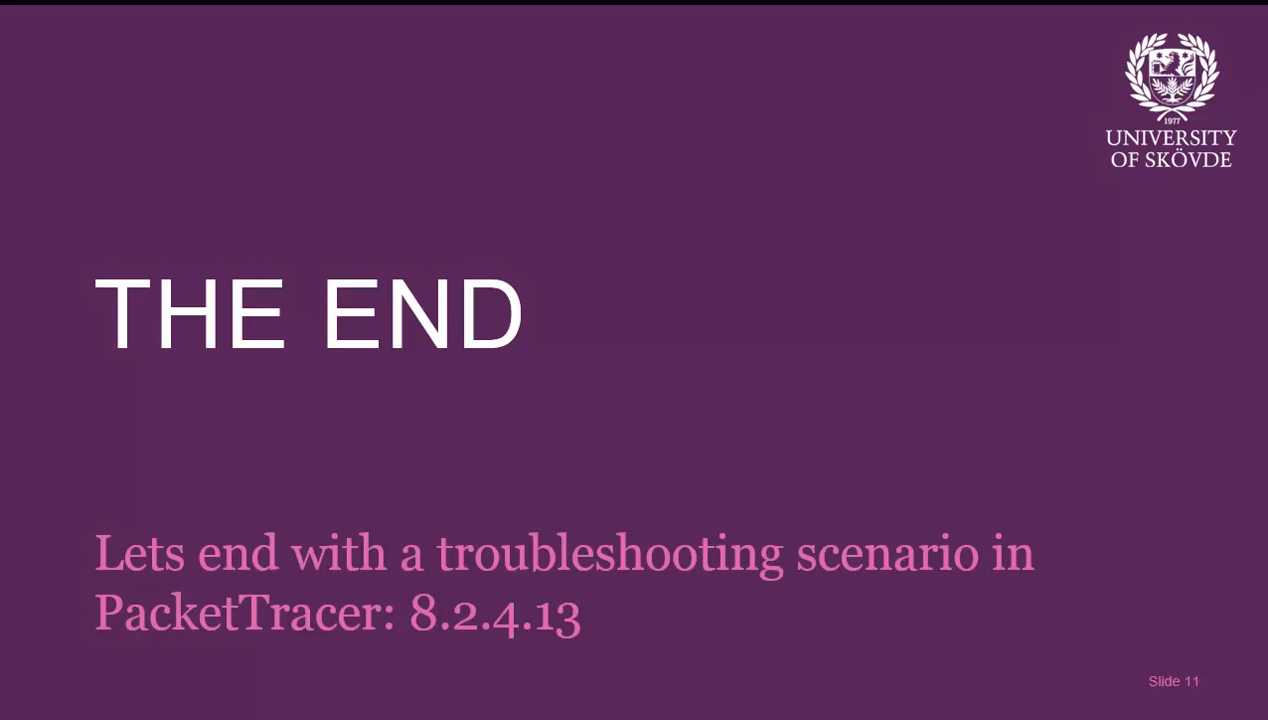 1977
UNIVERSITY
OF SKÖVDE
THE END
Lets end with a troubleshooting scenario in
PacketTracer: 8.2.4.13
Slide 11